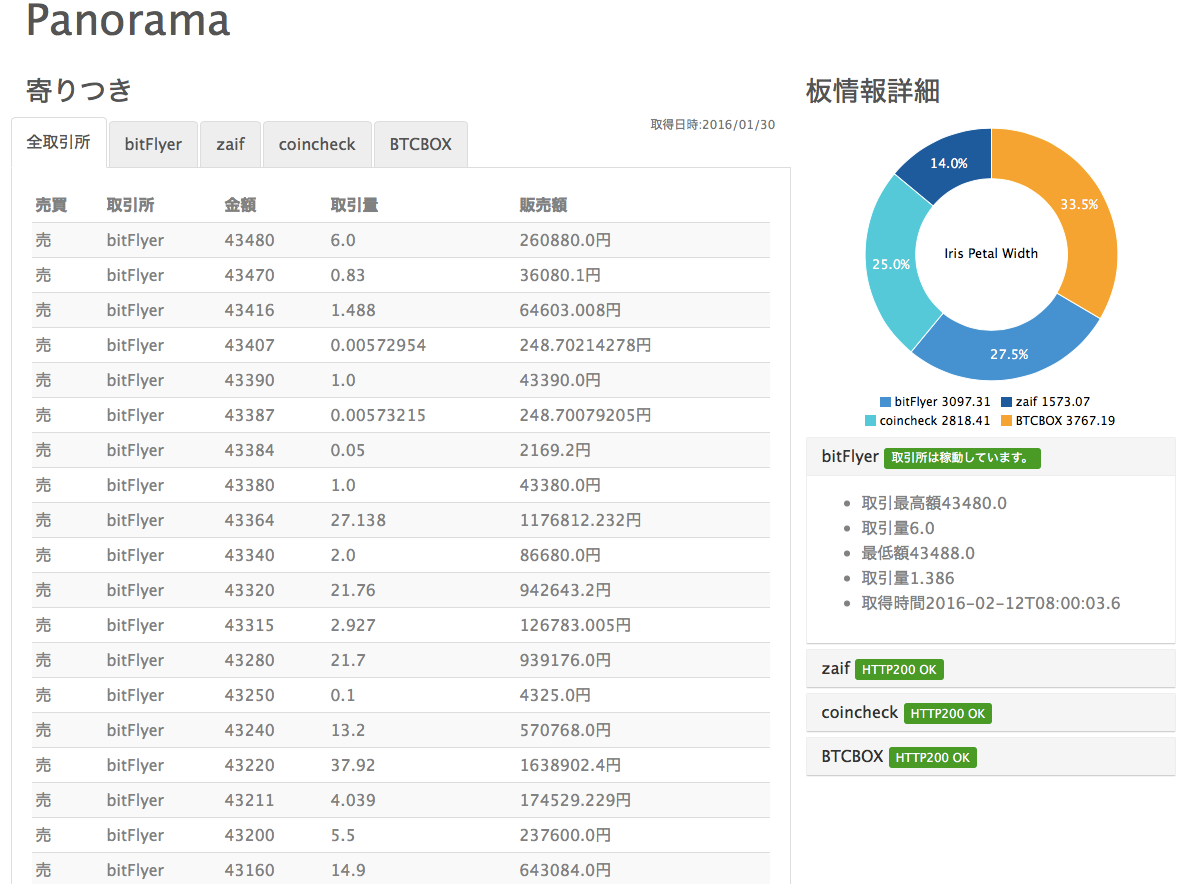 Panorama
寄りつき
取得日時:2016/01/30
全取引所 bitFlyer zaif coincheck BTCBOX
売買 取引所 金額 取引量 販売額
売 bitFlyer 43480 6.0 260880.0円
売 bitFlyer 43470 0.83 36080.1円
売 bitFlyer 43416 1.488 64603.008円
売 bitFlyer 43407 0.00572954 248.70214278円
売 bitFlyer 43390 1.0 43390.0円
売 bitFlyer 43387 0.00573215 248.70079205円
売 bitFlyer 43384 0.05 2169.2円
売 bitFlyer 43380 1.0 43380.0円
売 bitFlyer 43364 27.138 1176812.232円
売 bitFlyer 43340 2.0 86680.0円
売 bitFlyer 43320 21.76 942643.2円
売 bitFlyer 43315 2.927 126783.005円
売 bitFlyer 43280 21.7 939176.0円
売 bitFlyer 43250 0.1 4325.0円
売 bitFlyer 43240 13.2 570768.0円
売 bitFlyer 43220 37.92 1638902.4円
売 bitFlyer 43211 4.039 174529.229円
売 bitFlyer 43200 5.5 237600.0円
売 bitFlyer 43160 14.9 643084.0円
板情報詳細
14.0%
33.5%
25.0%
Iris Petal Width
27.5%
bitFlyer 3097.31 zaif 1573.07
coincheck 2818.41 BTCBOX 3767.19
bitFlyer 取引所は稼動しています。
• 取引最高額43480.0
• 取引量6.0
• 最低額43488.0
• 取引量1.386
• 取得時間2016-02-12T08:00:03.6
zaif HTTP200 OK
coincheck HTTP200 OK
BTCBOX HTTP200 OK